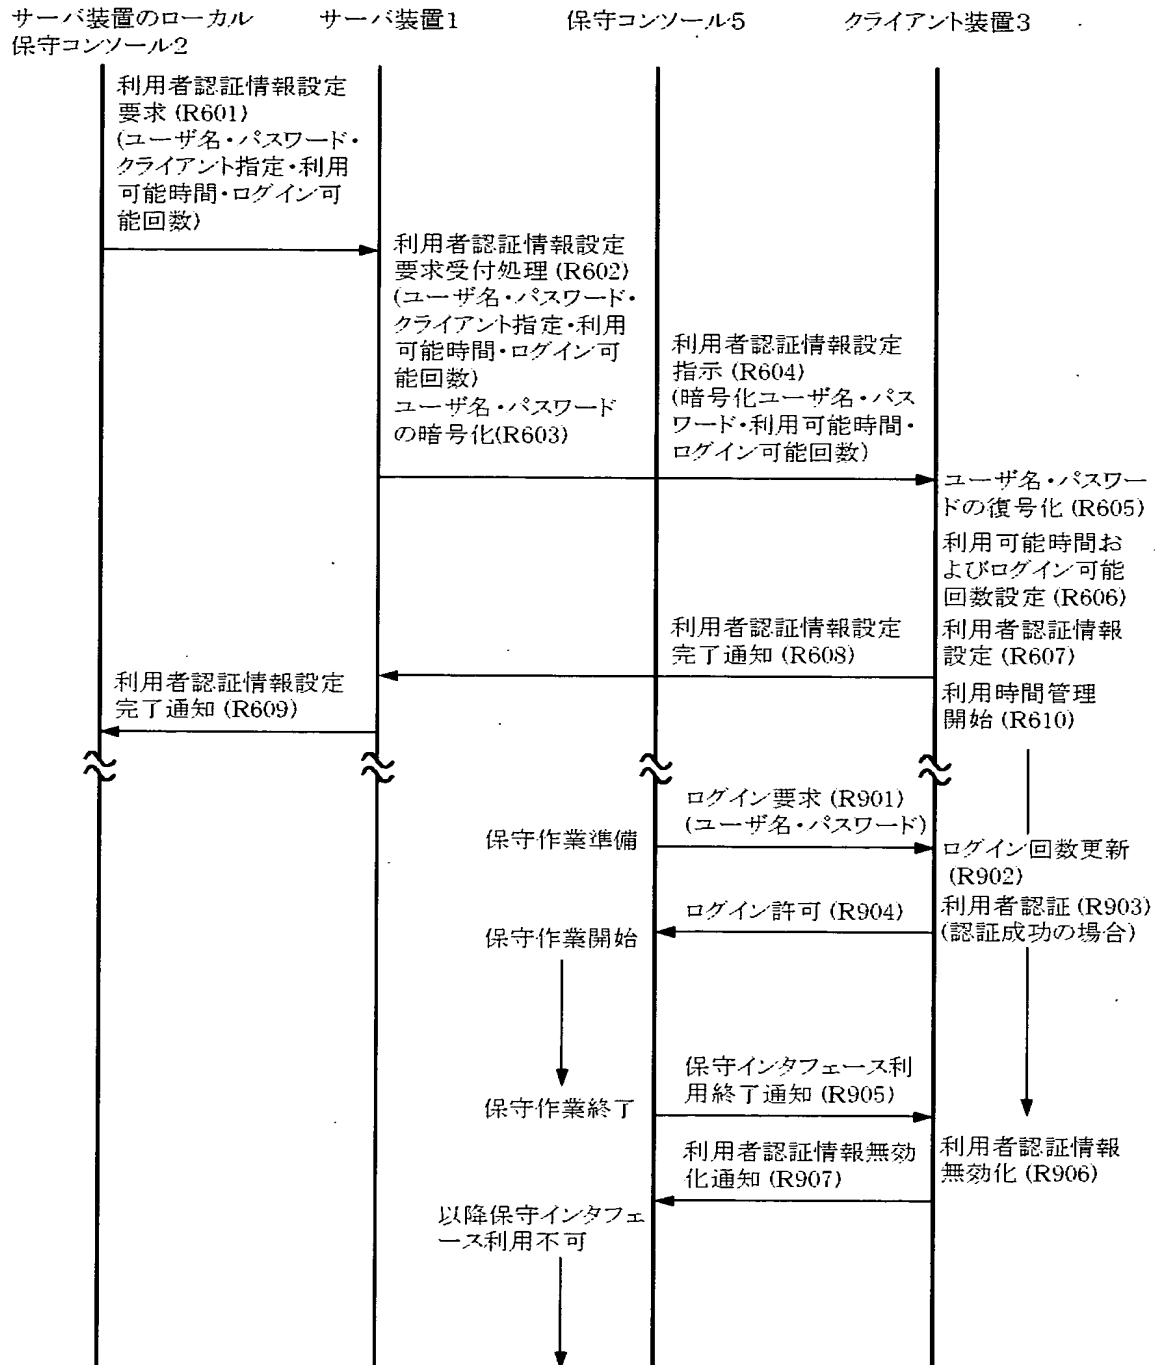 サーバ装置のローカル
保守コンソール2
サーバ装置1
保守コンソール5
クライアント装置3
利用者認証情報設定
要求 (R601)
(ユーザ名・パスワード・
クライアント指定・利用
可能時間・ログイン可
能回数)
利用者認証情報設定
要求受付処理 (R602)
(ユーザ名・パスワード・
クライアント指定・利用
可能時間・ログイン可
能回数)
ユーザ名・パスワード
の暗号化(R603)
利用者認証情報設定
指示 (R604)
(暗号化ユーザ名・パス
ワード・利用可能時間・
ログイン可能回数)
ユーザ名・パスワー
ドの復号化 (R605)
利用可能時間お
よびログイン可能
回数設定 (R606)
利用者認証情報
設定 (R607)
利用者認証情報設定
完了通知 (R608)
利用者認証情報設定
完了通知 (R609)
利用時間管理
開始 (R610)
ログイン要求 (R901)
(ユーザ名・パスワード)
保守作業準備
ログイン回数更新
(R902)
利用者認証 (R903)
(認証成功の場合)
ログイン許可 (R904)
保守作業開始
保守インタフェース利
用終了通知 (R905)
保守作業終了
利用者認証情報
無効化 (R906)
利用者認証情報無効
化通知 (R907)
以降保守インタフェ
ース利用不可